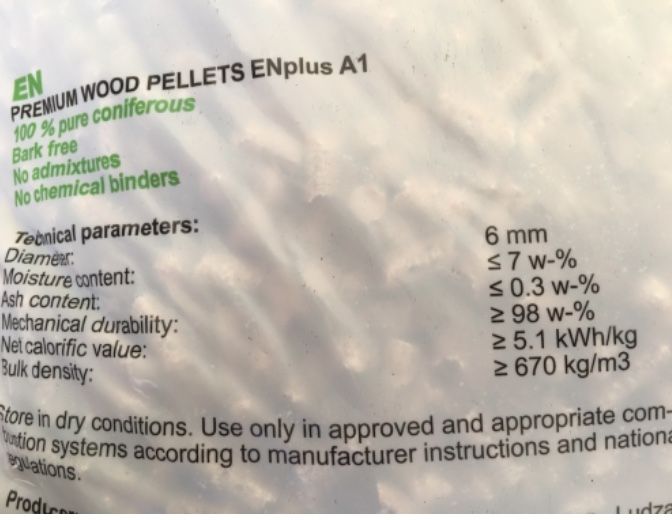 EN
PREMIUM WOOD PELLETS ENplus A1
100 % pure coniferous
Bark free
No admixtures
No chemical binders
Technical parameters:
Diameter: 6 mm
Moisture content: ≤ 7 w-%
Ash content: ≤ 0.3 w-%
Mechanical durability: ≥ 98 w-%
Net calorific value: ≥ 5.1 kWh/kg
Bulk density: ≥ 670 kg/m3
Store in dry conditions. Use only in approved and appropriate com-
bustion systems according to manufacturer instructions and nationa
regulations.
Producer Ludza